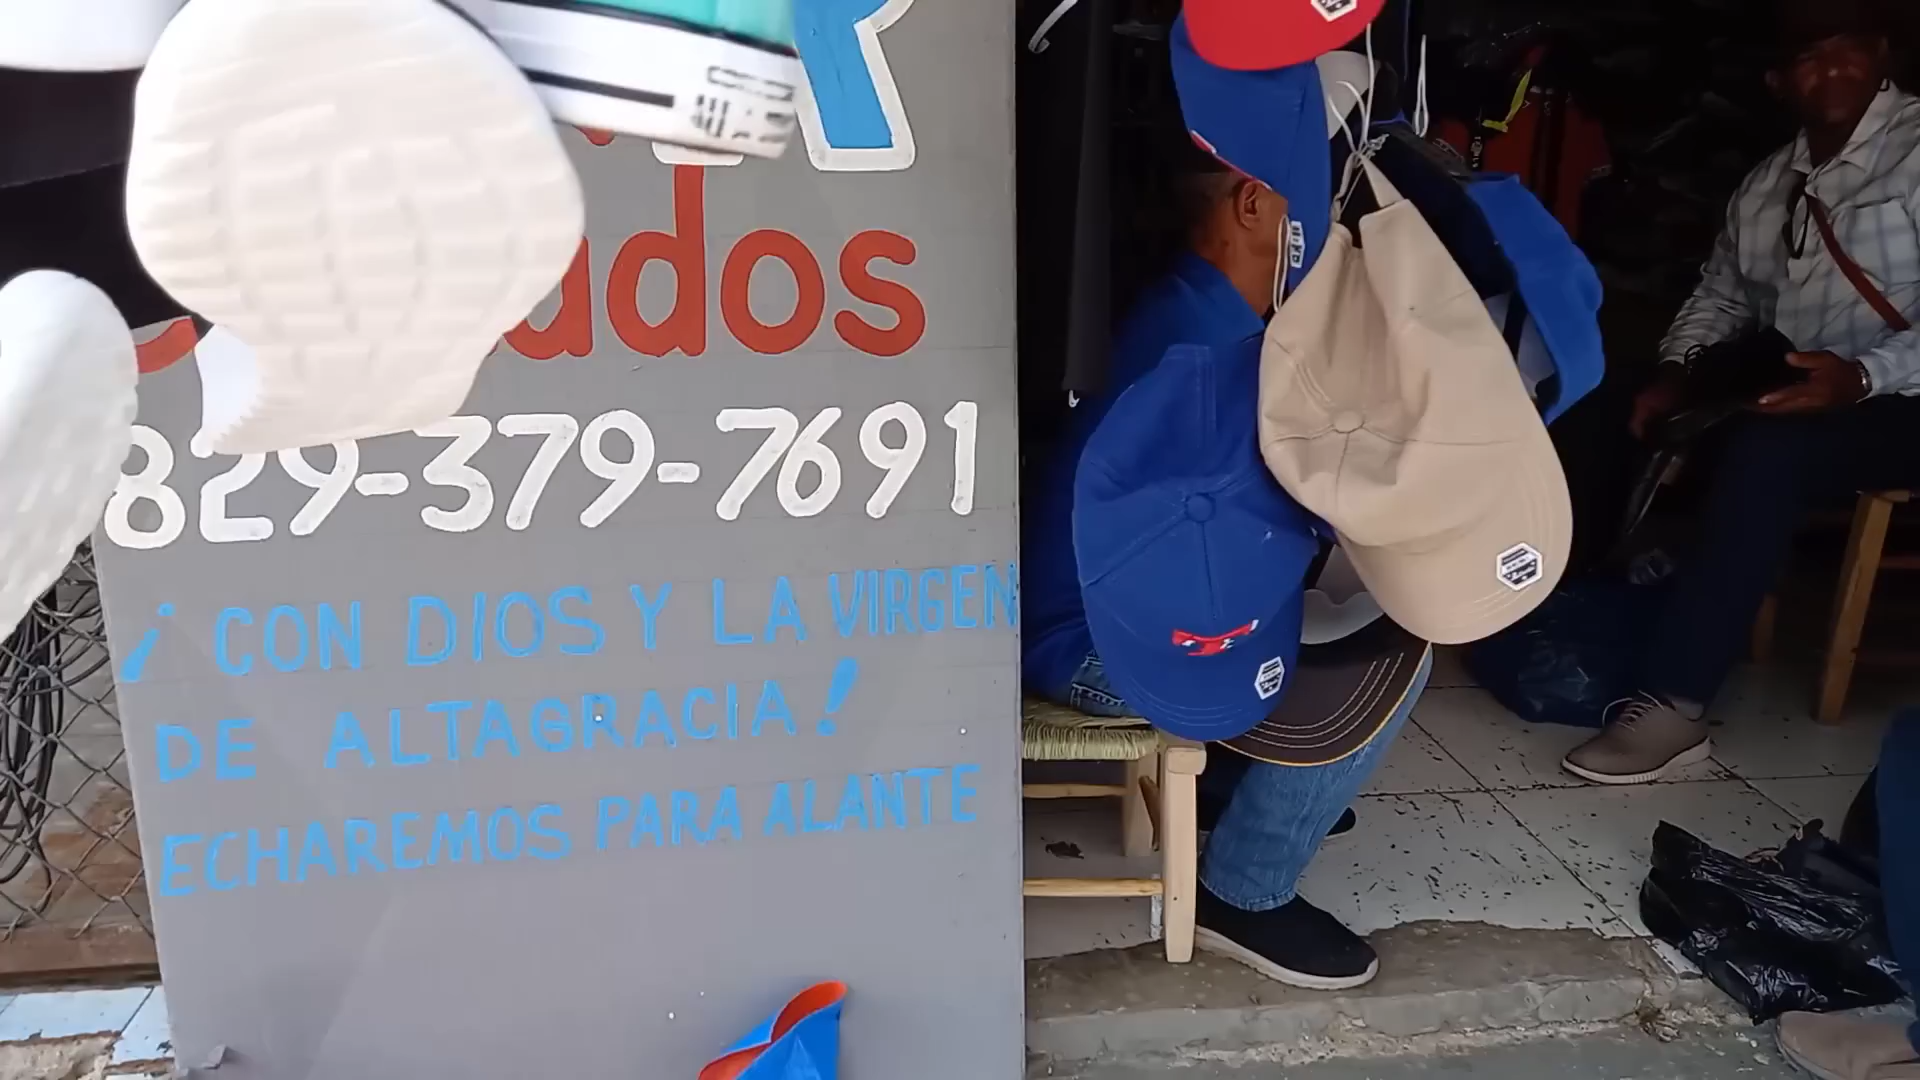 ados
829-379-7691
¡CON DIOS Y LA VIRGEN
DE ALTAGRACIA!
ECHAREMOS PARA ALANTE